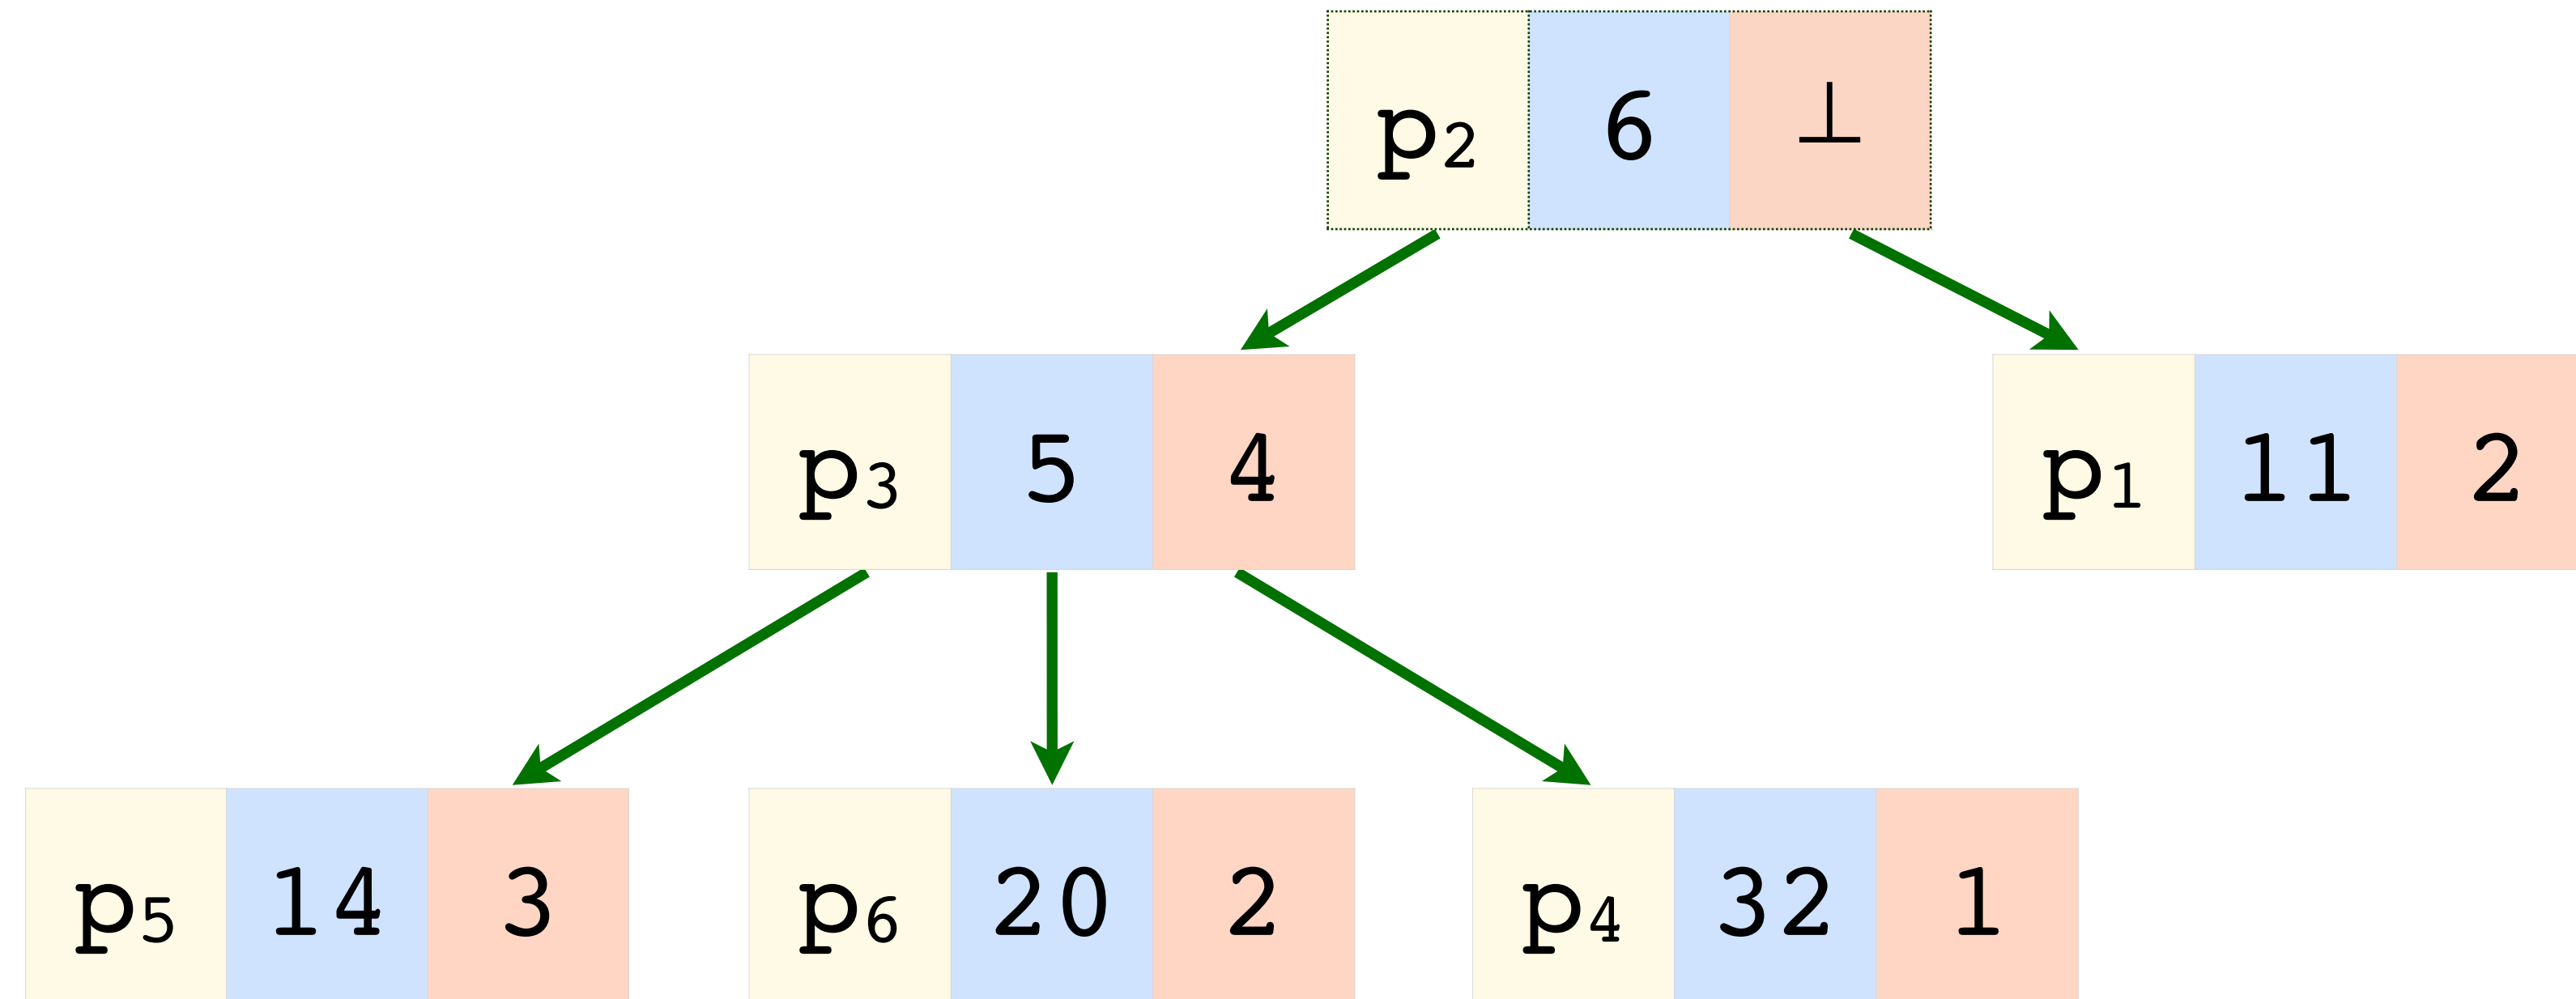 p₂ 6 ⊥
p₃ 5 4 p₁ 11 2
p₅ 14 3 p₆ 20 2 p₄ 32 1